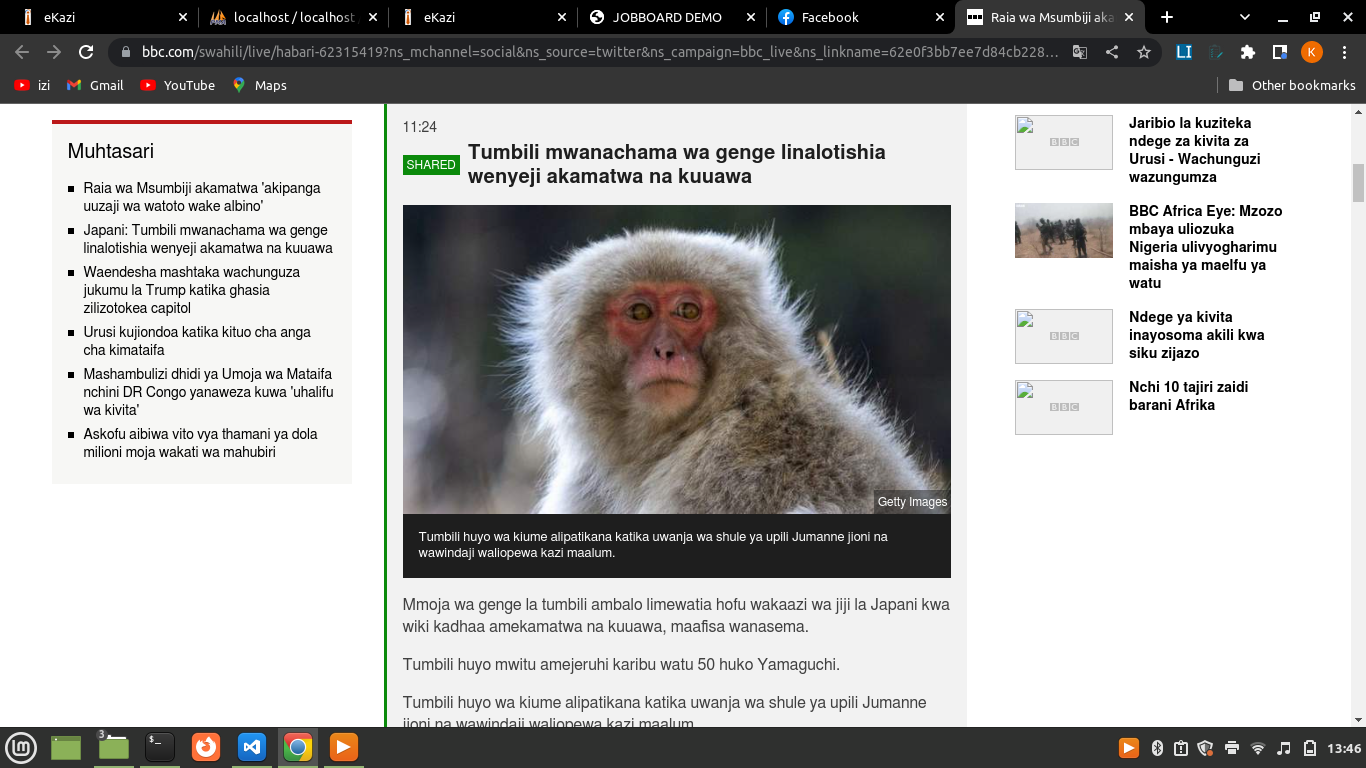 eKazi
localhost / localhost
eKazi
JOBBOARD DEMO
Facebook
Raia wa Msumbiji aka
bbc.com/swahili/live/habari-62315419?ns_mchannel=social&ns_source=twitter&ns_campaign=bbc_live&ns_linkname=62e0f3bb7ee7d84cb228...
LI
K
izi
Gmail
YouTube
Maps
Other bookmarks
Muhtasari
Raia wa Msumbiji akamatwa 'akipanga
uuzaji wa watoto wake albino'
Japani: Tumbili mwanachama wa genge
linalotishia wenyeji akamatwa na kuuawa
Waendesha mashtaka wachunguza
jukumu la Trump katika ghasia
zilizotokea capitol
Urusi kujiondoa katika kituo cha anga
cha kimataifa
Mashambulizi dhidi ya Umoja wa Mataifa
nchini DR Congo yanaweza kuwa 'uhalifu
wa kivita'
Askofu aibiwa vito vya thamani ya dola
milioni moja wakati wa mahubiri
11:24
SHARED
Tumbili mwanachama wa genge linalotishia
wenyeji akamatwa na kuuawa
Getty Images
Tumbili huyo wa kiume alipatikana katika uwanja wa shule ya upili Jumanne jioni na
wawindaji waliopewa kazi maalum.
Mmoja wa genge la tumbili ambalo limewatia hofu wakaazi wa jiji la Japani kwa
wiki kadhaa amekamatwa na kuuawa, maafisa wanasema.
Tumbili huyo mwitu amejeruhi karibu watu 50 huko Yamaguchi.
Tumbili huyo wa kiume alipatikana katika uwanja wa shule ya upili Jumanne
jioni na wawindaji waliopewa kazi maalum
BBC
Jaribio la kuziteka
ndege za kivita za
Urusi - Wachunguzi
wazungumza
BBC Africa Eye: Mzozo
mbaya uliozuka
Nigeria ulivyogharimu
maisha ya maelfu ya
watu
BBC
Ndege ya kivita
inayosoma akili kwa
siku zijazo
BBC
Nchi 10 tajiri zaidi
barani Afrika
3
$_
13:46